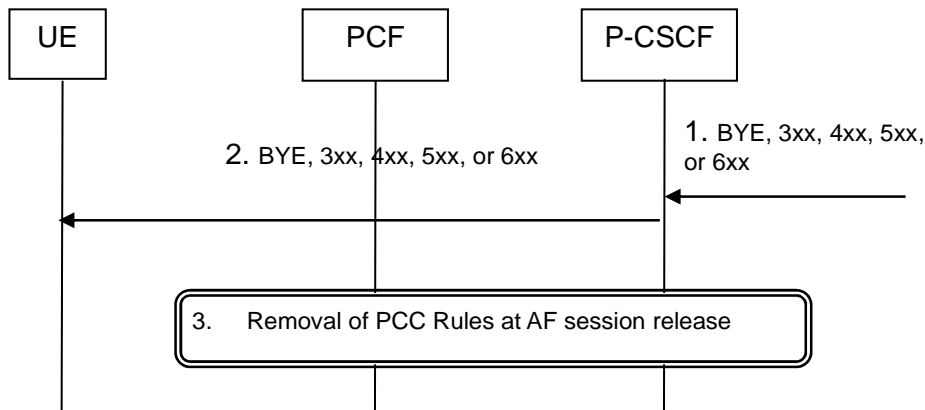 UE
PCF
P-CSCF
1. BYE, 3xx, 4xx, 5xx,
or 6xx
2. BYE, 3xx, 4xx, 5xx, or 6xx
3. Removal of PCC Rules at AF session release